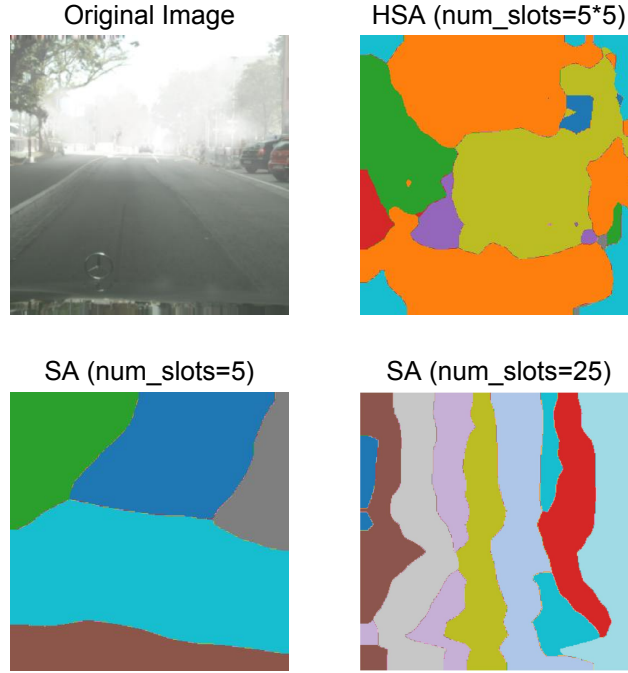 Original Image
HSA (num_slots=5*5)
SA (num_slots=5)
SA (num_slots=25)